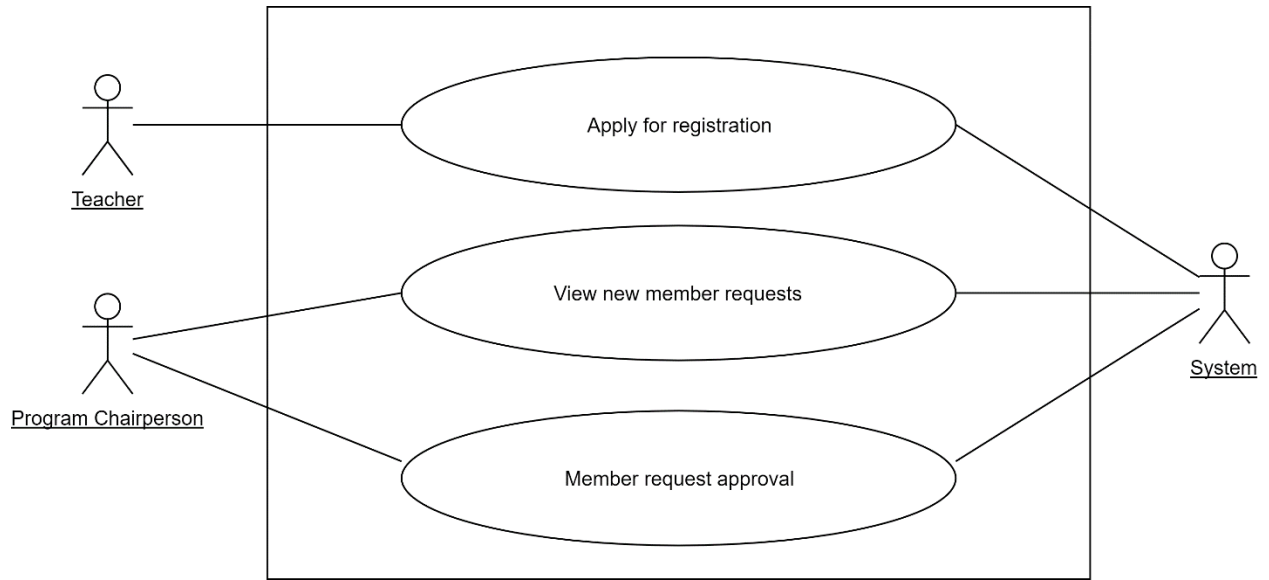 Apply for registration
Teacher
View new member requests
System
Program Chairperson
Member request approval